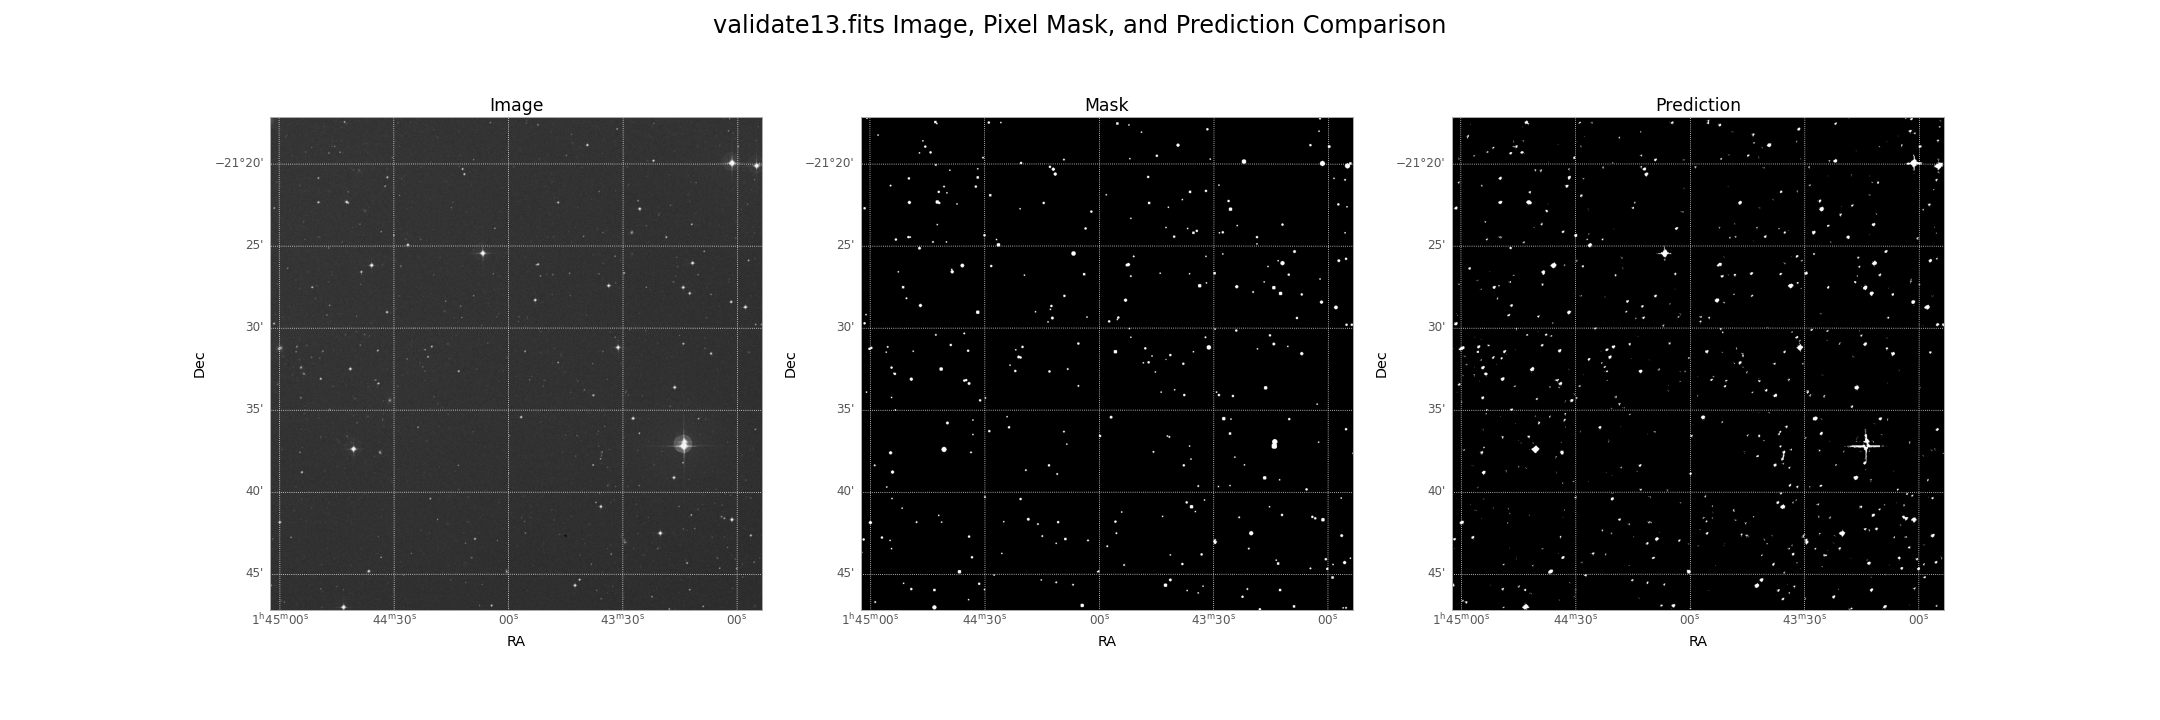 validate13.fits Image, Pixel Mask, and Prediction Comparison
Image
Mask
Prediction
−21°20'
25'
30'
35'
40'
45'
Dec
1ʰ45ᵐ00ˢ 44ᵐ30ˢ 00ˢ 43ᵐ30ˢ 00ˢ
RA
−21°20'
25'
30'
35'
40'
45'
Dec
1ʰ45ᵐ00ˢ 44ᵐ30ˢ 00ˢ 43ᵐ30ˢ 00ˢ
RA
−21°20'
25'
30'
35'
40'
45'
Dec
1ʰ45ᵐ00ˢ 44ᵐ30ˢ 00ˢ 43ᵐ30ˢ 00ˢ
RA